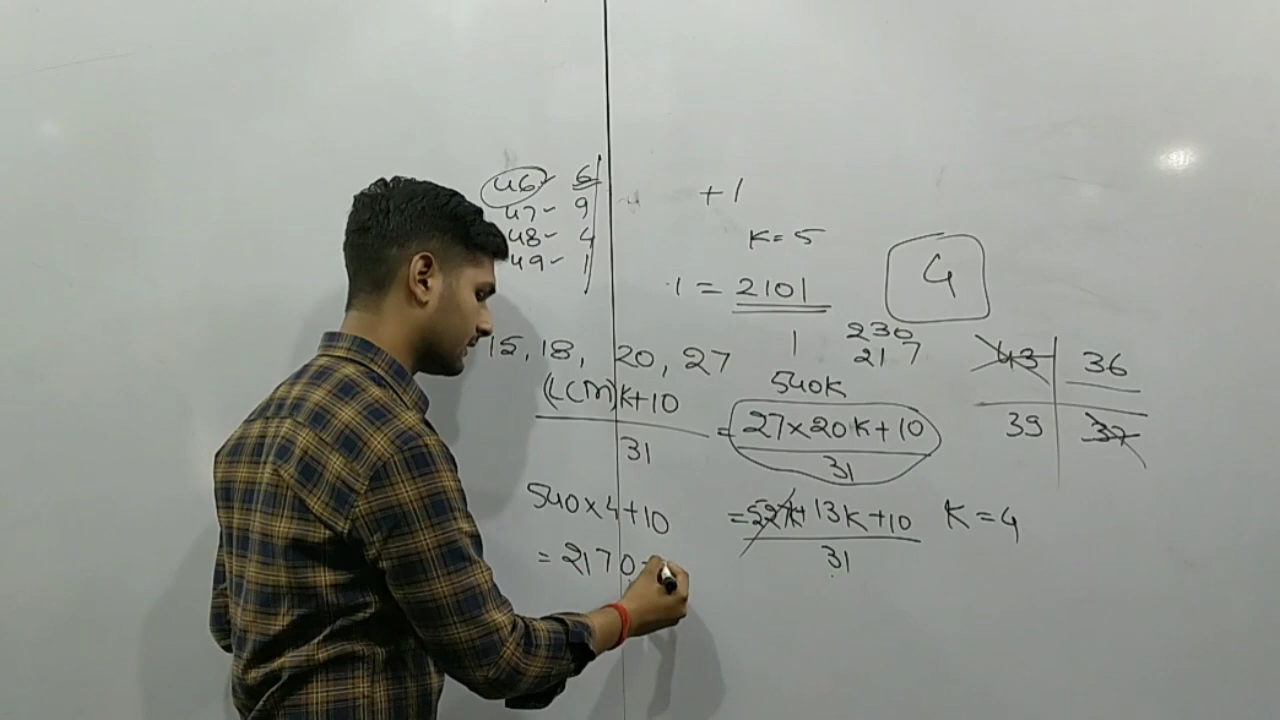 46 - 6
47 - 9
48 - 4
49 - 1
+ 1
K = 5
1 = 2101
4
15, 18, 20, 27
1
230
217
(LCM)K+10
31
540K
= 27×20K+10
31
43 36
39 37
540×4+10
= 2170
= 527K+ 13K+10
31
K = 4